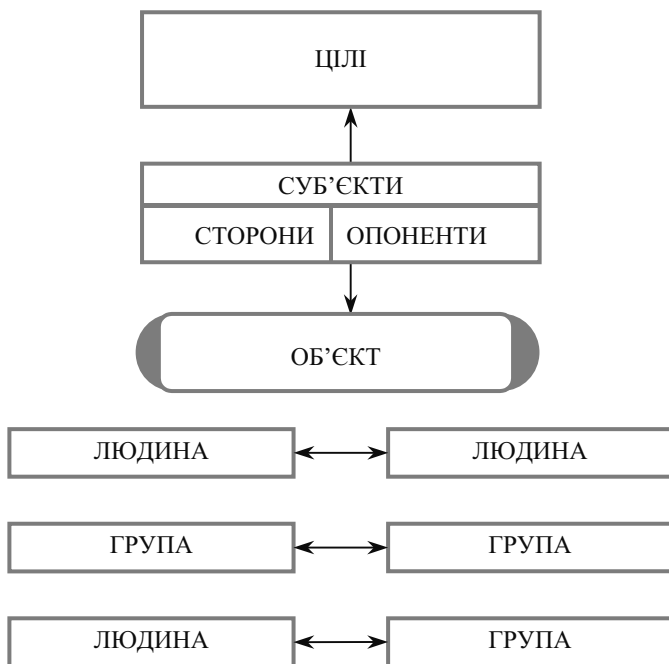 ЦІЛІ
СУБ’ЄКТИ
СТОРОНИ ОПОНЕНТИ
ОБ’ЄКТ
ЛЮДИНА ЛЮДИНА
ГРУПА ГРУПА
ЛЮДИНА ГРУПА